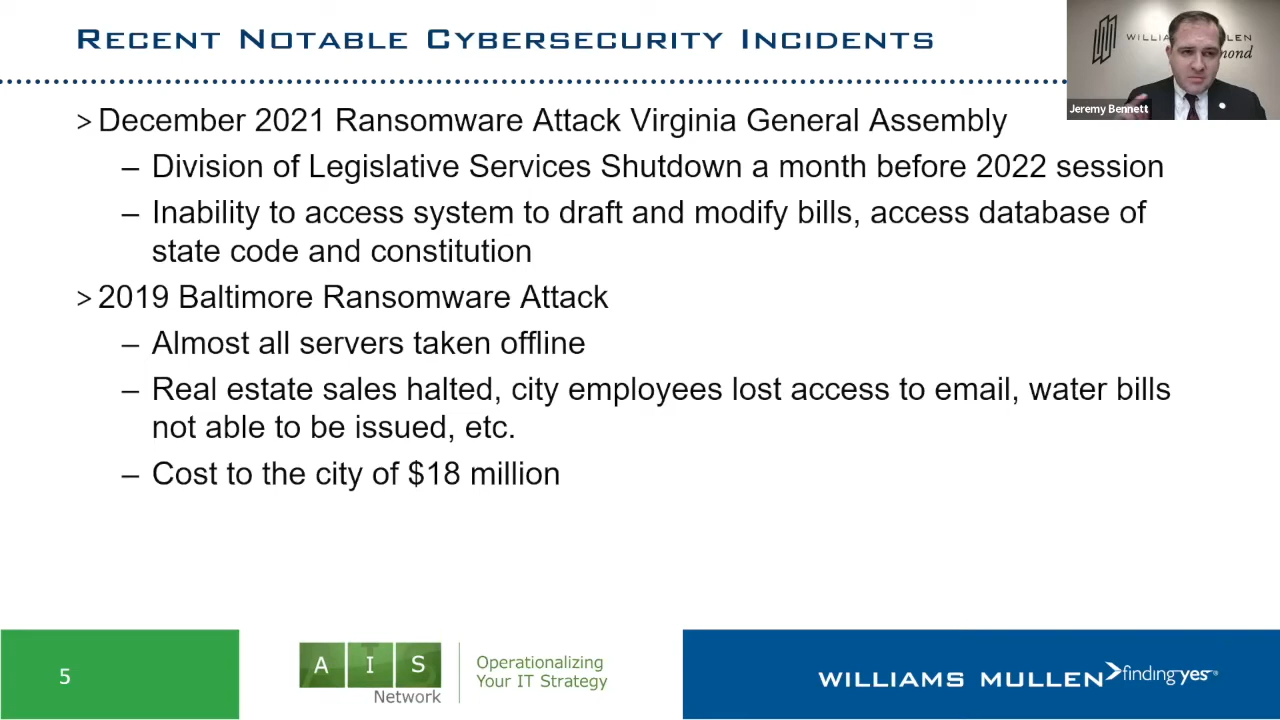 RECENT NOTABLE CYBERSECURITY INCIDENTS
> December 2021 Ransomware Attack Virginia General Assembly
– Division of Legislative Services Shutdown a month before 2022 session
– Inability to access system to draft and modify bills, access database of
state code and constitution
> 2019 Baltimore Ransomware Attack
– Almost all servers taken offline
– Real estate sales halted, city employees lost access to email, water bills
not able to be issued, etc.
– Cost to the city of $18 million
Jeremy Bennett
5
A I S
Network
Operationalizing
Your IT Strategy
WILLIAMS MULLEN finding yes®